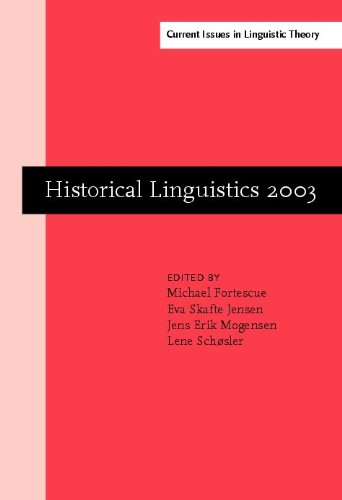 Current Issues in Linguistic Theory
Historical Linguistics 2003
EDITED BY
Michael Fortescue
Eva Skafte Jensen
Jens Erik Mogensen
Lene Schøsler